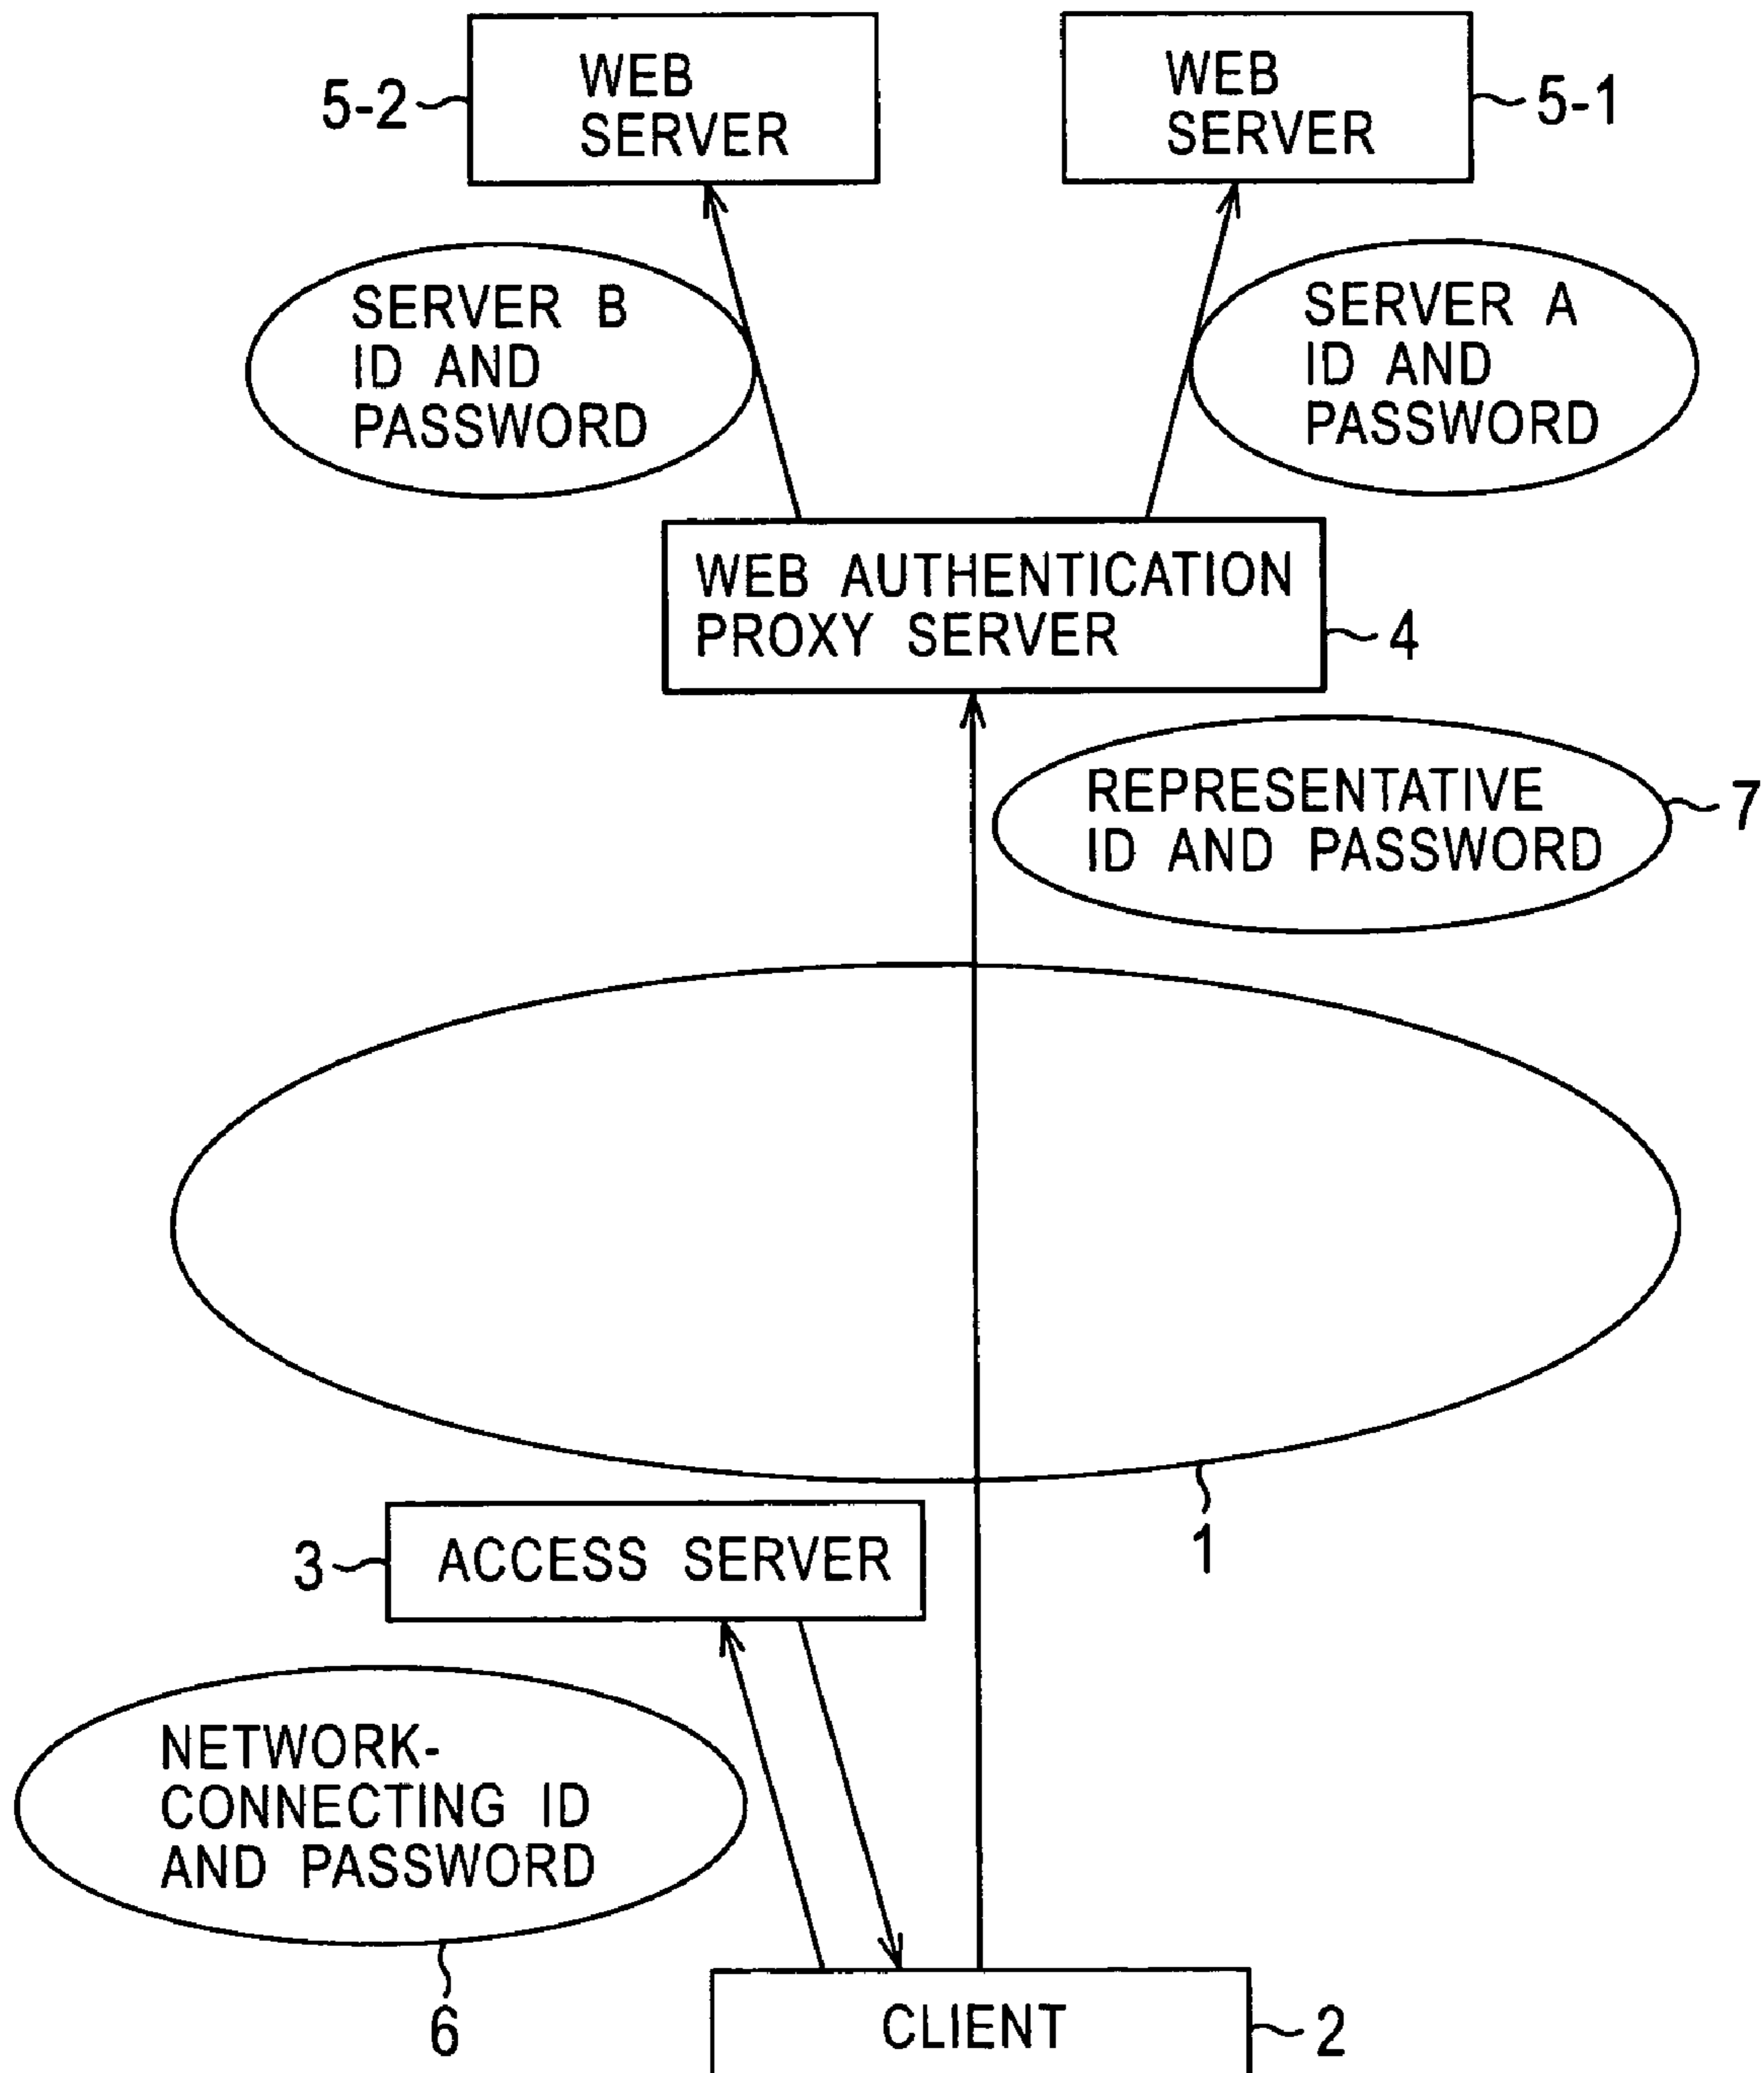 WEB
SERVER
5-2
WEB
SERVER
5-1
SERVER B
ID AND
PASSWORD
SERVER A
ID AND
PASSWORD
WEB AUTHENTICATION
PROXY SERVER
4
REPRESENTATIVE
ID AND PASSWORD
7
1
3
ACCESS SERVER
NETWORK-
CONNECTING ID
AND PASSWORD
6
CLIENT
2